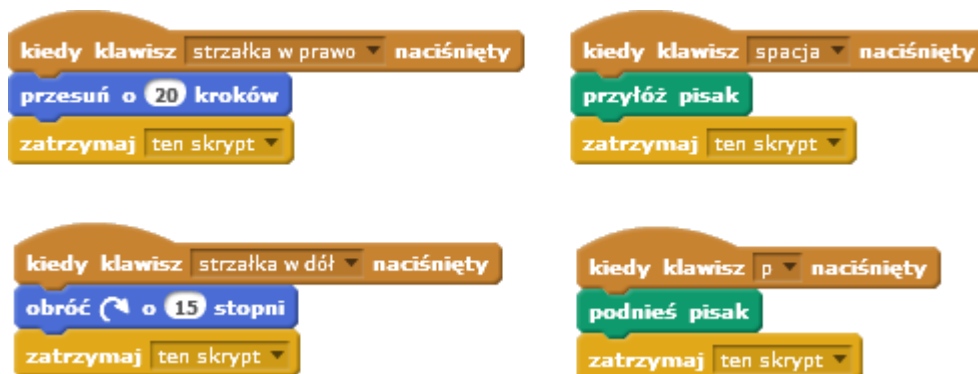 kiedy klawisz strzałka w prawo naciśnięty
przesuń o 20 kroków
zatrzymaj ten skrypt
kiedy klawisz spacja naciśnięty
przyłóż pisak
zatrzymaj ten skrypt
kiedy klawisz strzałka w dół naciśnięty
obróć o 15 stopni
zatrzymaj ten skrypt
kiedy klawisz p naciśnięty
podnieś pisak
zatrzymaj ten skrypt